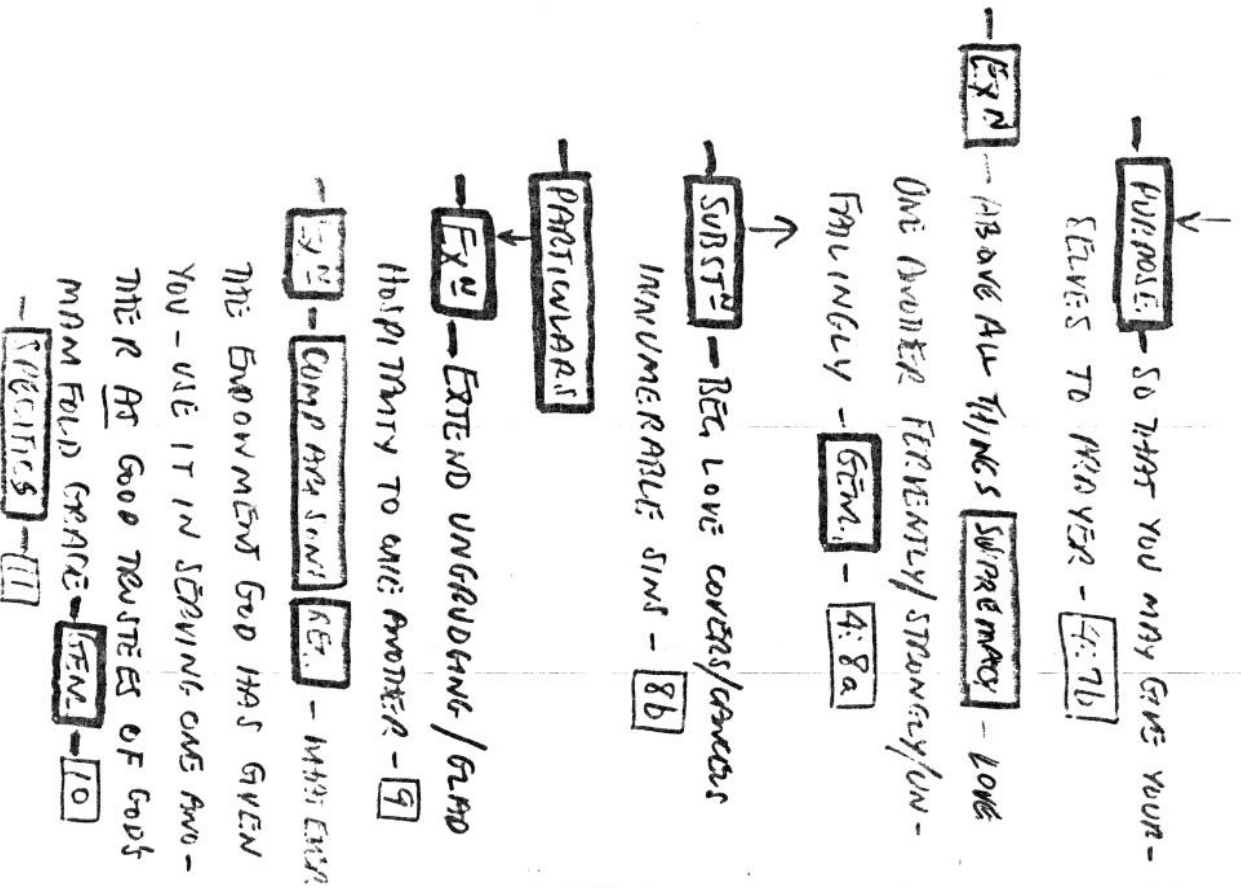 ↓
— PURPOSE — SO THAT YOU MAY GIVE YOUR-
SELVES TO PRAYER - 4:7b
— EXᴺ — ABOVE ALL THINGS SUPREMACY - LOVE
ONE ANOTHER FERVENTLY/STRONGLY/UN-
FAILINGLY - GEN. - 4:8a
↑
— SUBSTᴺ — BEC. LOVE COVERS/CANCELS
INNUMERABLE SINS - 8b
— PARTICULARS
↓
— EXᴺ — EXTEND UNGRUDGING/GLAD
HOSPITALITY TO ONE ANOTHER - 9
— EXᴺ — COMPARISON RE: - WHATEVER
THE ENDOWMENT GOD HAS GIVEN
YOU - USE IT IN SERVING ONE ANO-
THER AS GOOD TRUSTEES OF GOD'S
MANIFOLD GRACE - GEN. - 10
— SPECIFICS - 11